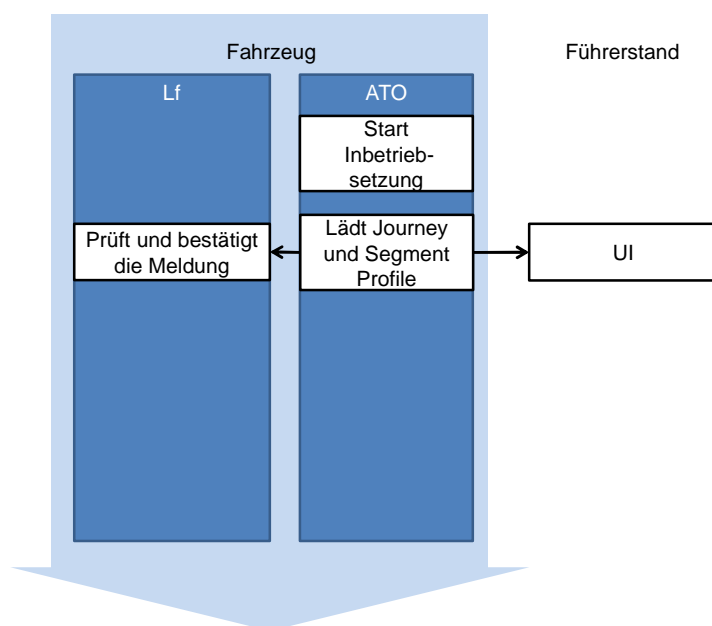 Fahrzeug
Führerstand
Lf
ATO
Start
Inbetrieb-
setzung
Prüft und bestätigt
die Meldung
Lädt Journey
und Segment
Profile
UI